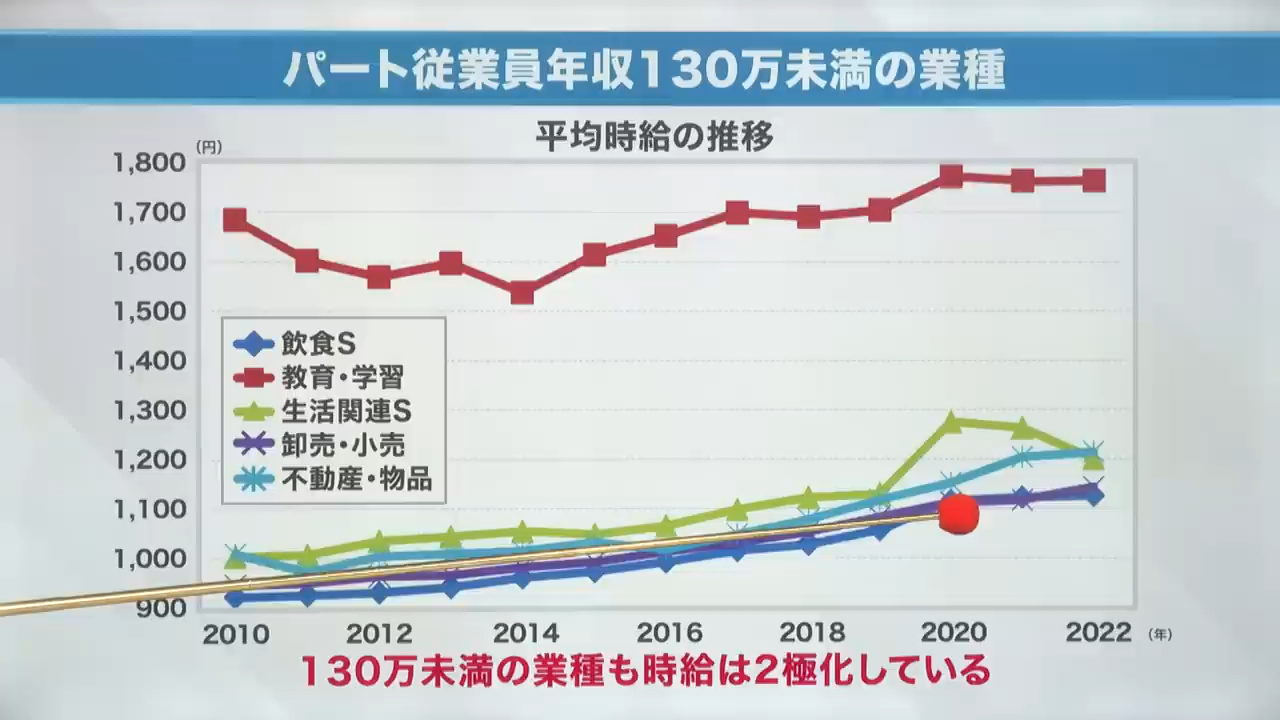 パート従業員年収130万未満の業種
平均時給の推移
(円)
1,800
1,700
1,600
1,500
1,400
1,300
1,200
1,100
1,000
900
飲食S
教育・学習
生活関連S
卸売・小売
不動産・物品
2010 2012 2014 2016 2018 2020 2022 (年)
130万未満の業種も時給は2極化している